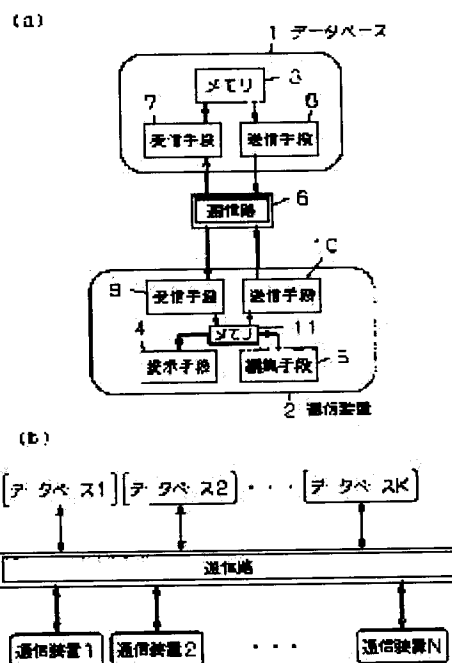 (a)
1 データベース
メモリ 3
7 受信手段 送信手段 8
通信路 6
9 受信手段 送信手段 10
メモリ 11
4 提示手段 編集手段 5
2 通信装置
(b)
データベース1 データベース2 ・・・ データベースK
通信路
通信装置1 通信装置2 ・・・ 通信装置N